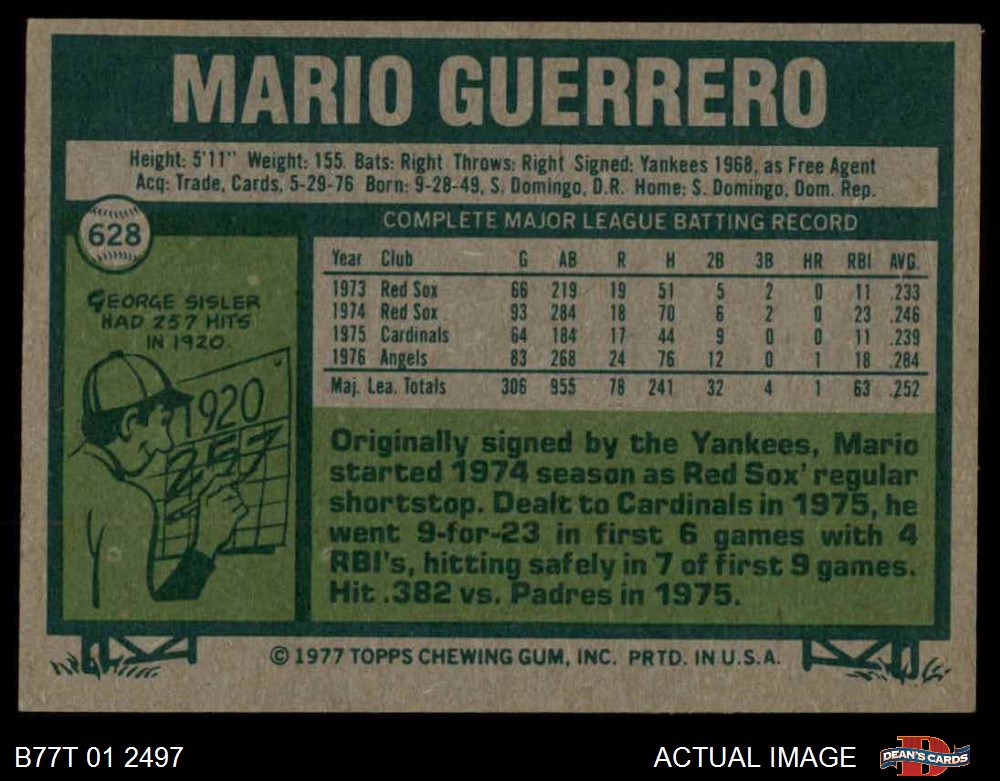 MARIO GUERRERO
Height: 5'11" Weight: 155. Bats: Right Throws: Right Signed: Yankees 1968, as Free Agent
Acq: Trade, Cards, 5-29-76 Born: 9-28-49, S. Domingo, D.R. Home: S. Domingo, Dom. Rep.
628
GEORGE SISLER
HAD 257 HITS
IN 1920.
1920
257
COMPLETE MAJOR LEAGUE BATTING RECORD
Year Club G AB R H 2B 3B HR RBI AVG.
1973 Red Sox 66 219 19 51 5 2 0 11 .233
1974 Red Sox 93 284 18 70 6 2 0 23 .246
1975 Cardinals 64 184 17 44 9 0 0 11 .239
1976 Angels 83 268 24 76 12 0 1 18 .284
Maj. Lea. Totals 306 955 78 241 32 4 1 63 .252
Originally signed by the Yankees, Mario
started 1974 season as Red Sox' regular
shortstop. Dealt to Cardinals in 1975, he
went 9-for-23 in first 6 games with 4
RBI's, hitting safely in 7 of first 9 games.
Hit .382 vs. Padres in 1975.
© 1977 TOPPS CHEWING GUM, INC. PRTD. IN U.S.A.
B77T 01 2497
ACTUAL IMAGE
DEAN'S CARDS